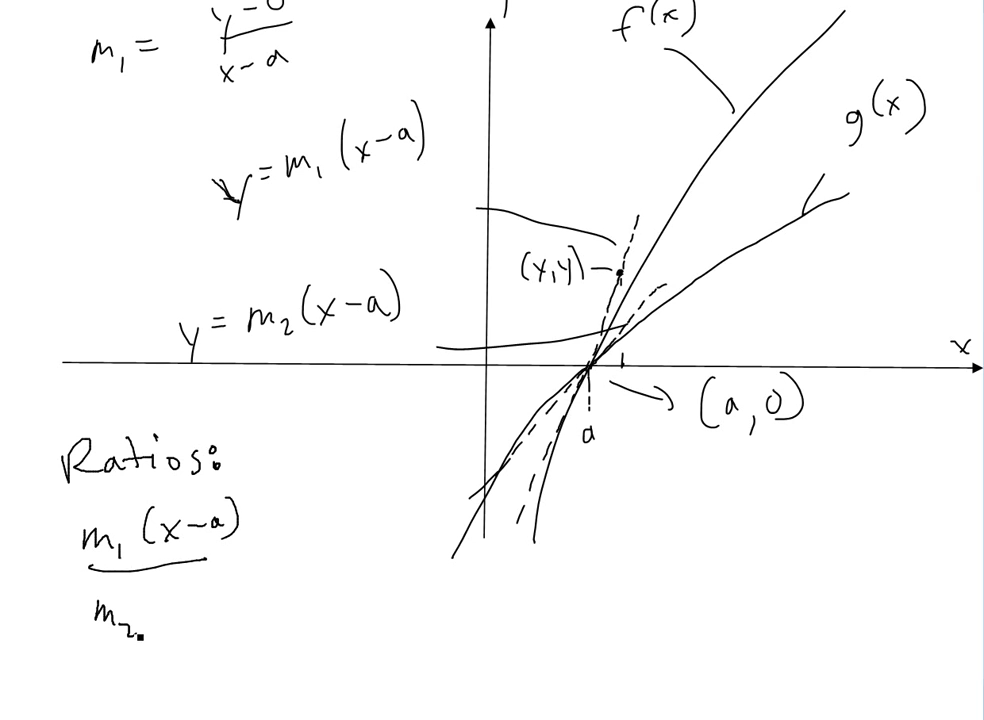 m₁ = (y-0)/(x-a)
f(x)
g(x)
y = m₁ (x-a)
(x,y)
y = m₂ (x-a)
x
(a, 0)
a
Ratios:
m₁ (x-a)
m₂